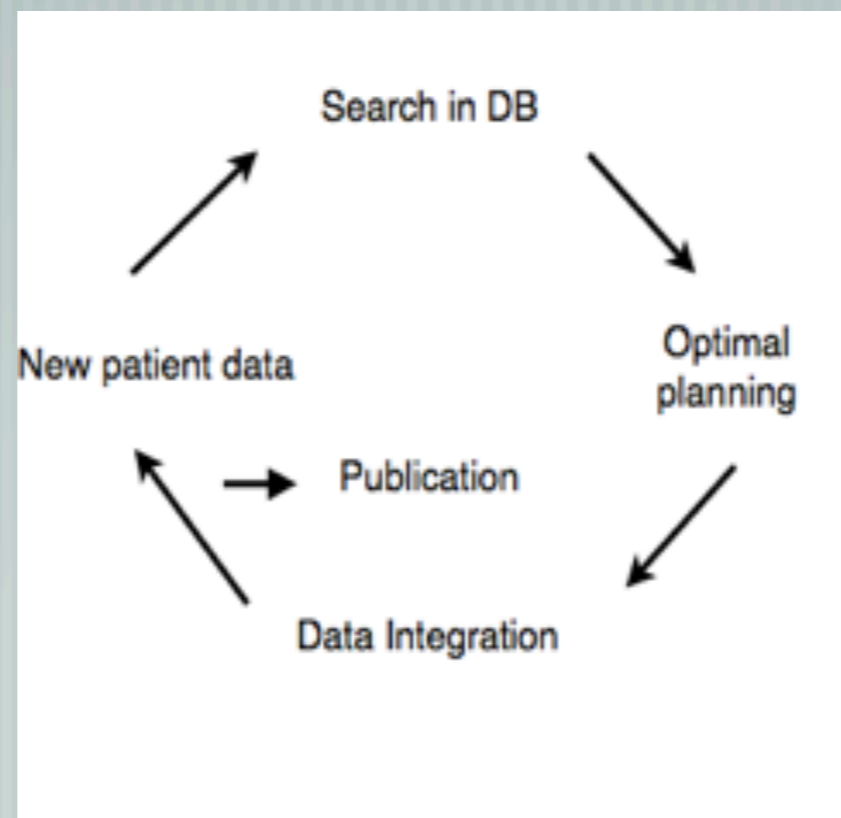 Search in DB
New patient data
Optimal
planning
Publication
Data Integration